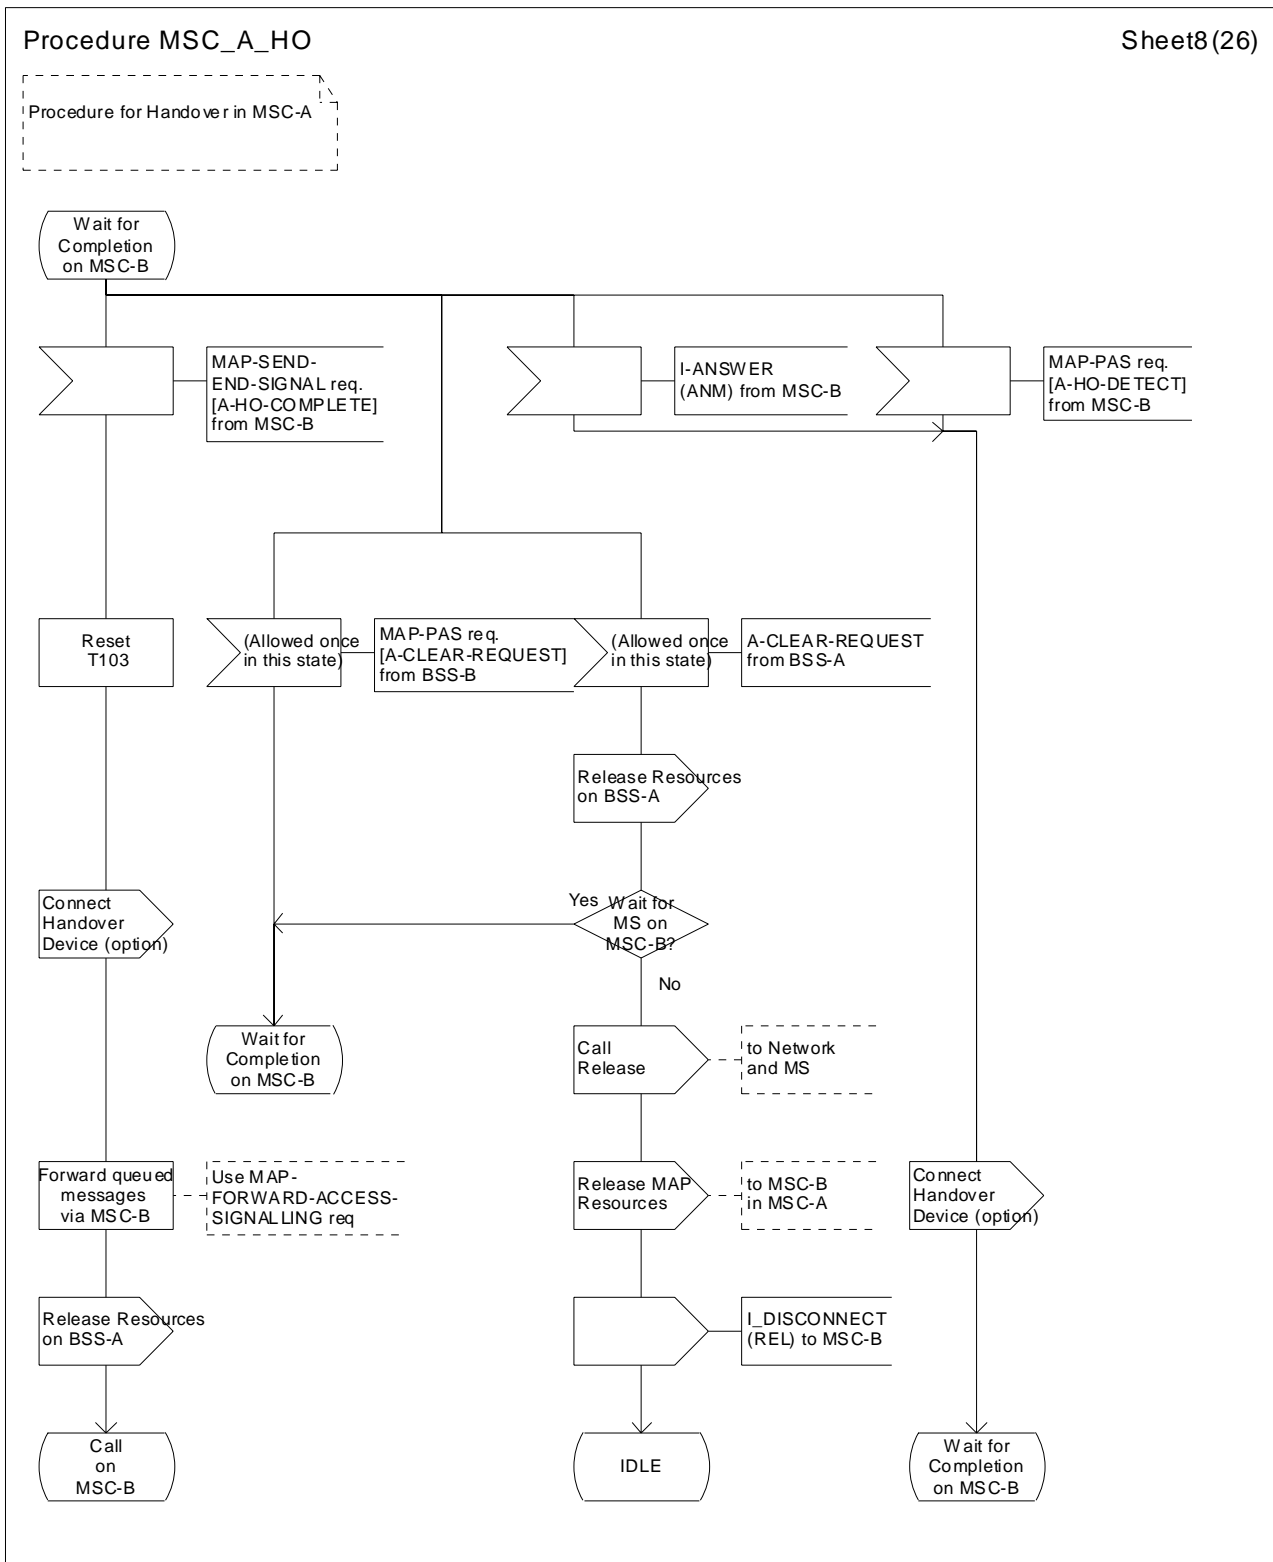 Procedure MSC_A_HO
Sheet8(26)
Procedure for Handover in MSC-A
Wait for
Completion
on MSC-B
MAP-SEND-
END-SIGNAL req.
[A-HO-COMPLETE]
from MSC-B
I-ANSWER
(ANM) from MSC-B
MAP-PAS req.
[A-HO-DETECT]
from MSC-B
Reset
T103
(Allowed once
in this state)
MAP-PAS req.
[A-CLEAR-REQUEST]
from BSS-B
(Allowed once
in this state)
A-CLEAR-REQUEST
from BSS-A
Release Resources
on BSS-A
Connect
Handover
Device (option)
Yes
Wait for
MS on
MSC-B?
No
Wait for
Completion
on MSC-B
Call
Release
to Network
and MS
Forward queued
messages
via MSC-B
Use MAP-
FORWARD-ACCESS-
SIGNALLING req
Release MAP
Resources
to MSC-B
in MSC-A
Connect
Handover
Device (option)
Release Resources
on BSS-A
I_DISCONNECT
(REL) to MSC-B
Call
on
MSC-B
IDLE
Wait for
Completion
on MSC-B